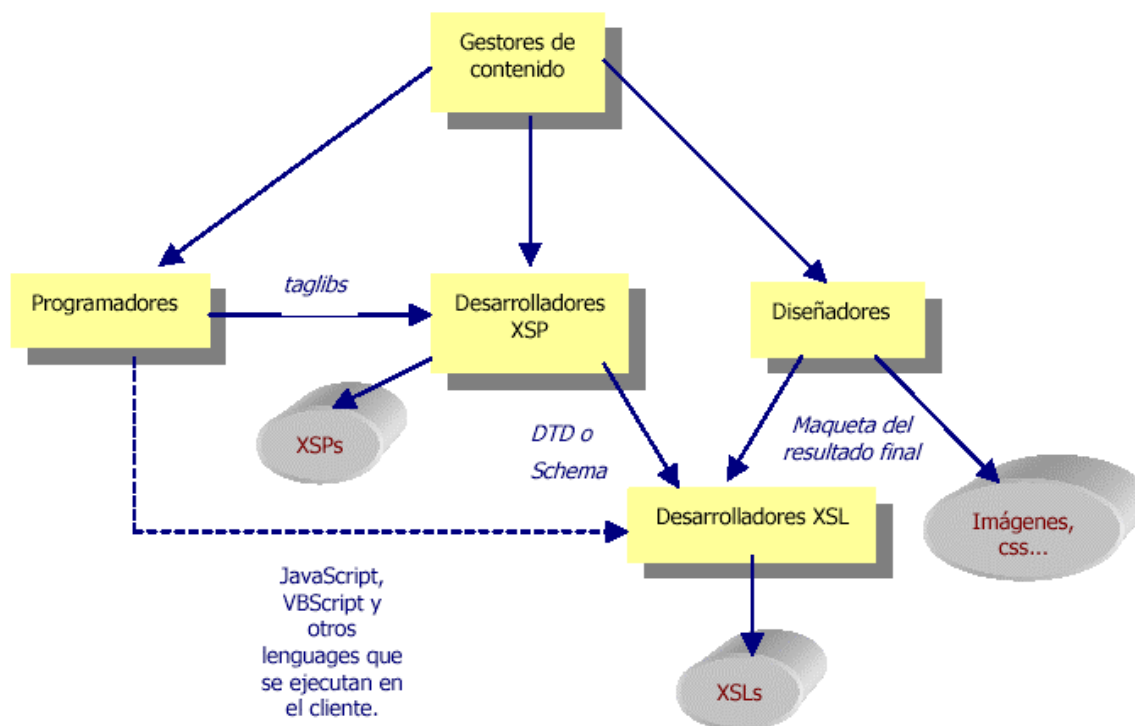 Gestores de
contenido
taglibs
Programadores
Desarrolladores
XSP
Diseñadores
XSPs
DTD o
Schema
Maqueta del
resultado final
Desarrolladores XSL
Imágenes,
css...
JavaScript,
VBScript y
otros
lenguages que
se ejecutan en
el cliente.
XSLs